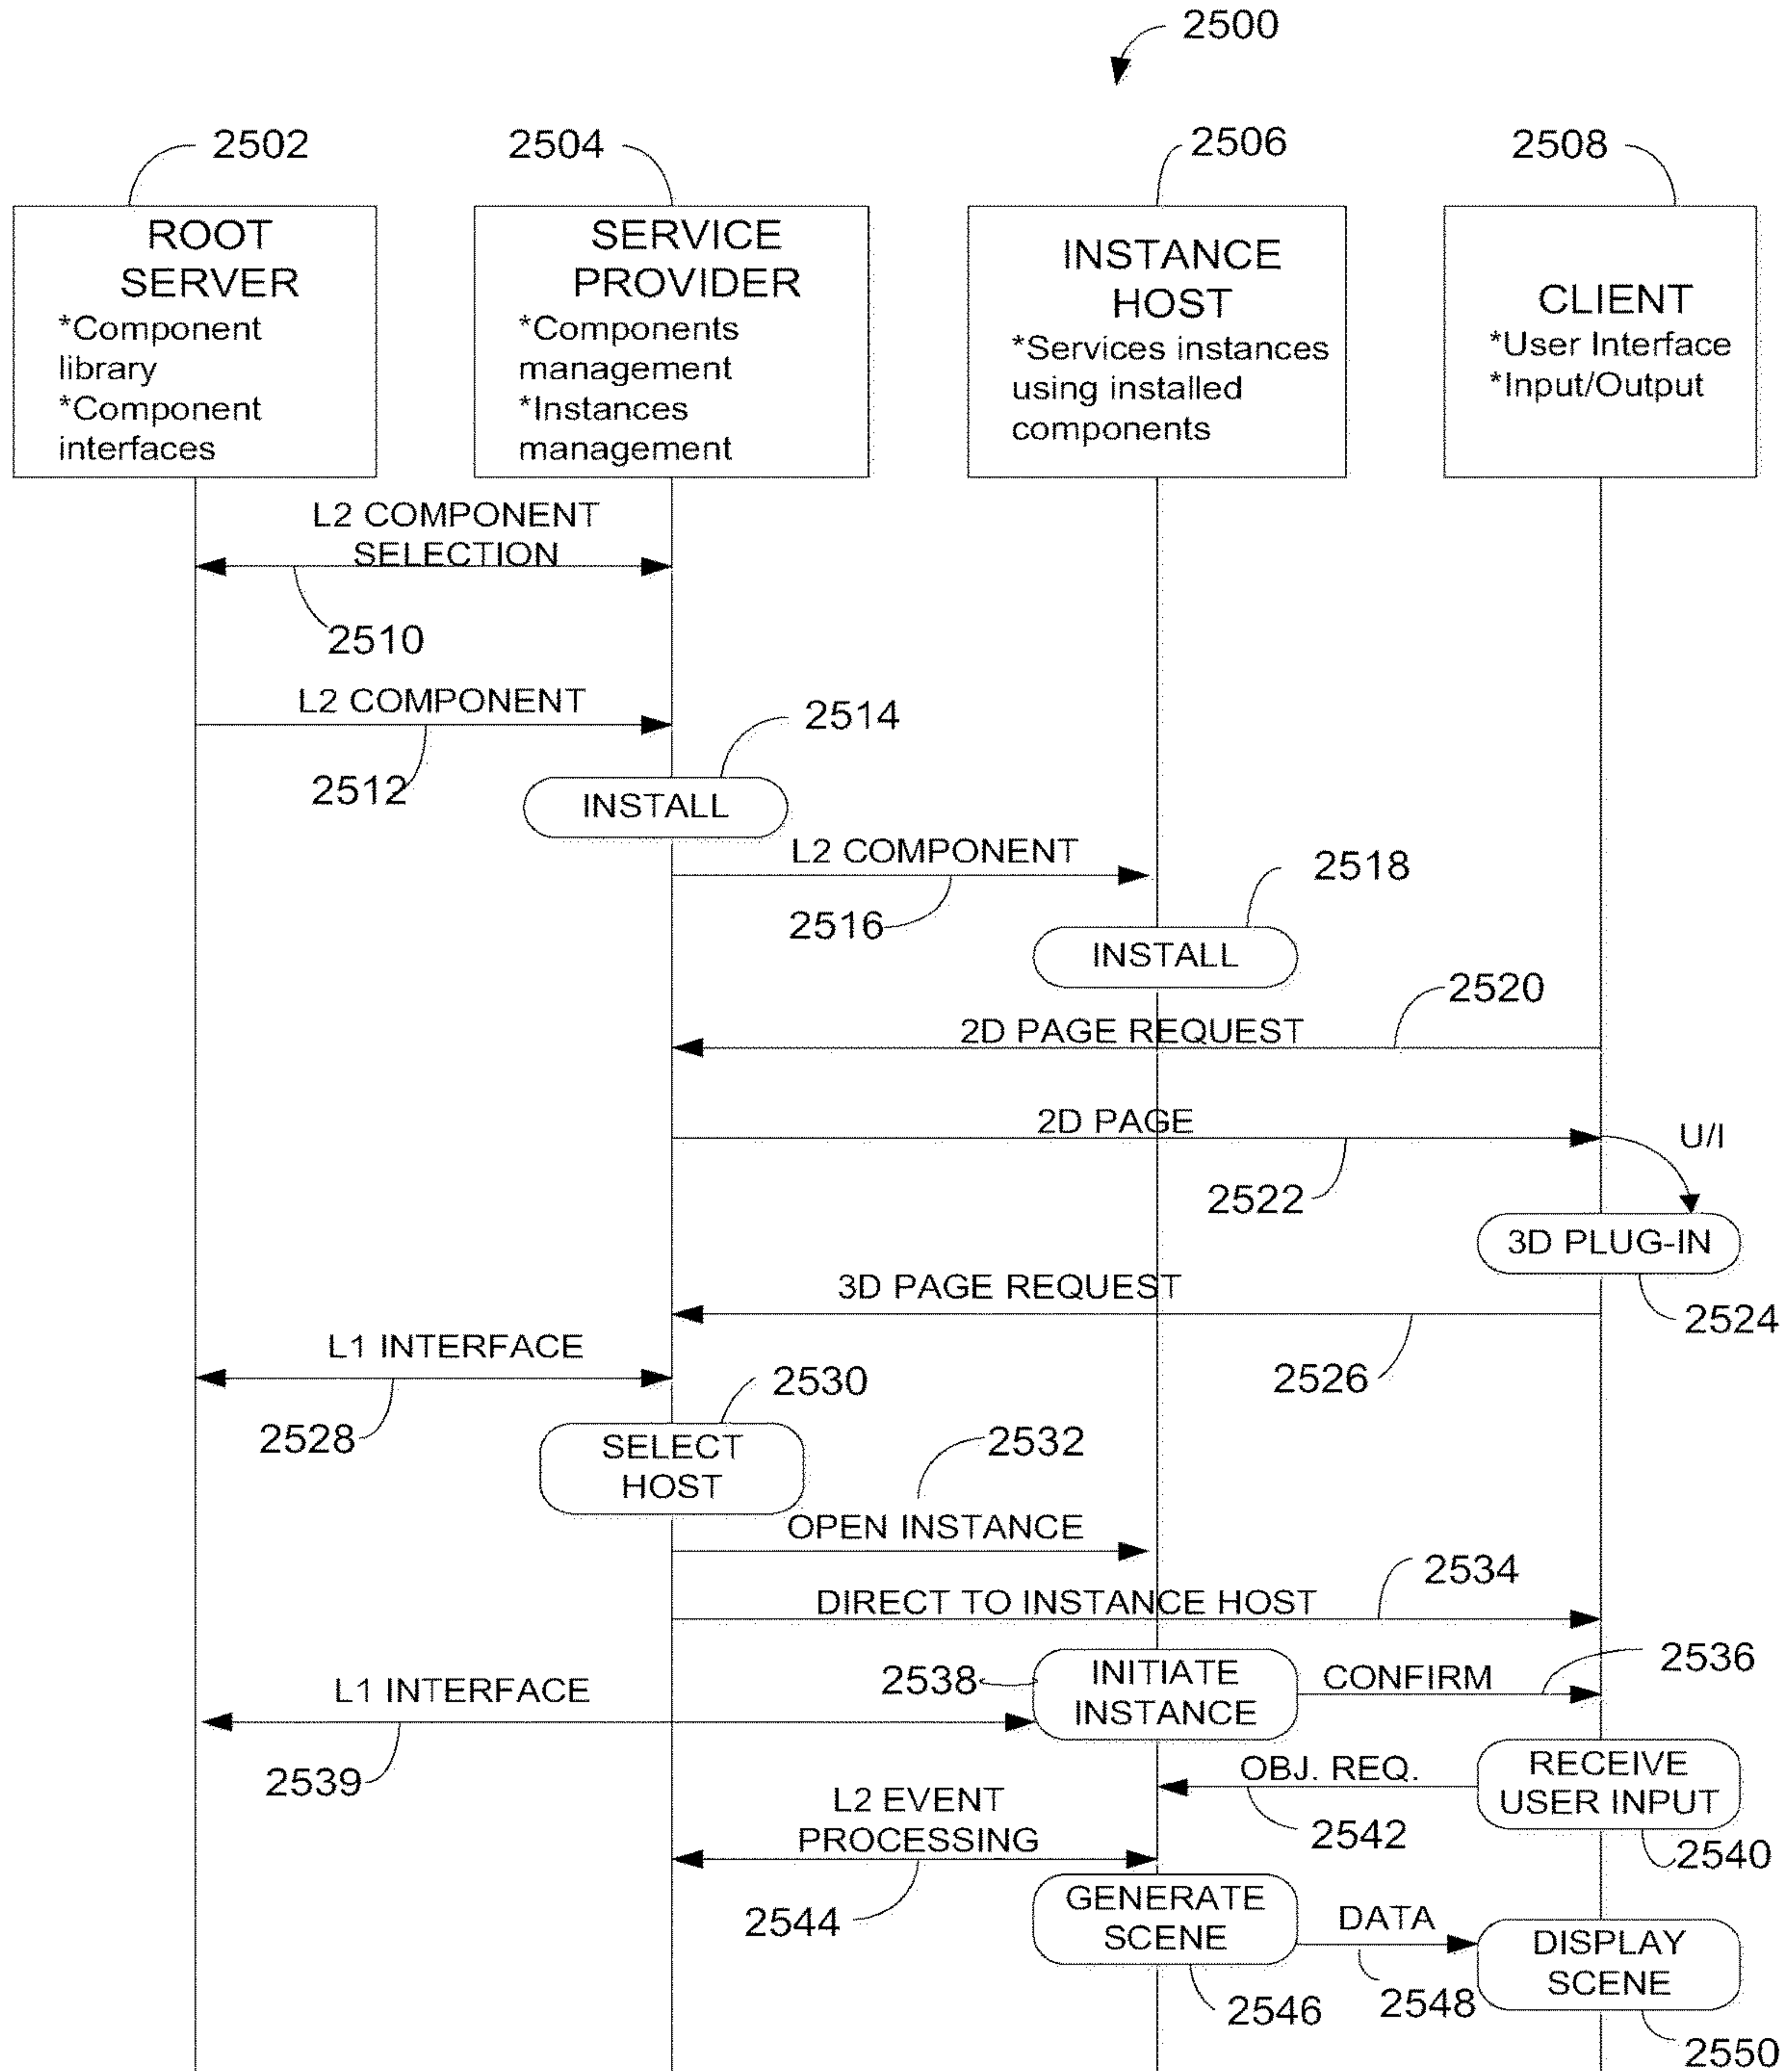 2500
2502
2504
2506
2508
ROOT
SERVER
*Component
library
*Component
interfaces
SERVICE
PROVIDER
*Components
management
*Instances
management
INSTANCE
HOST
*Services instances
using installed
components
CLIENT
*User Interface
*Input/Output
L2 COMPONENT
SELECTION
2510
L2 COMPONENT
2512
2514
INSTALL
L2 COMPONENT
2516
2518
INSTALL
2520
2D PAGE REQUEST
2D PAGE
U/I
2522
3D PLUG-IN
2524
3D PAGE REQUEST
2526
L1 INTERFACE
2528
2530
SELECT
HOST
2532
OPEN INSTANCE
2534
DIRECT TO INSTANCE HOST
2536
2538
INITIATE
INSTANCE
CONFIRM
L1 INTERFACE
2539
RECEIVE
USER INPUT
2540
OBJ. REQ.
2542
L2 EVENT
PROCESSING
2544
GENERATE
SCENE
2546
DATA
2548
DISPLAY
SCENE
2550